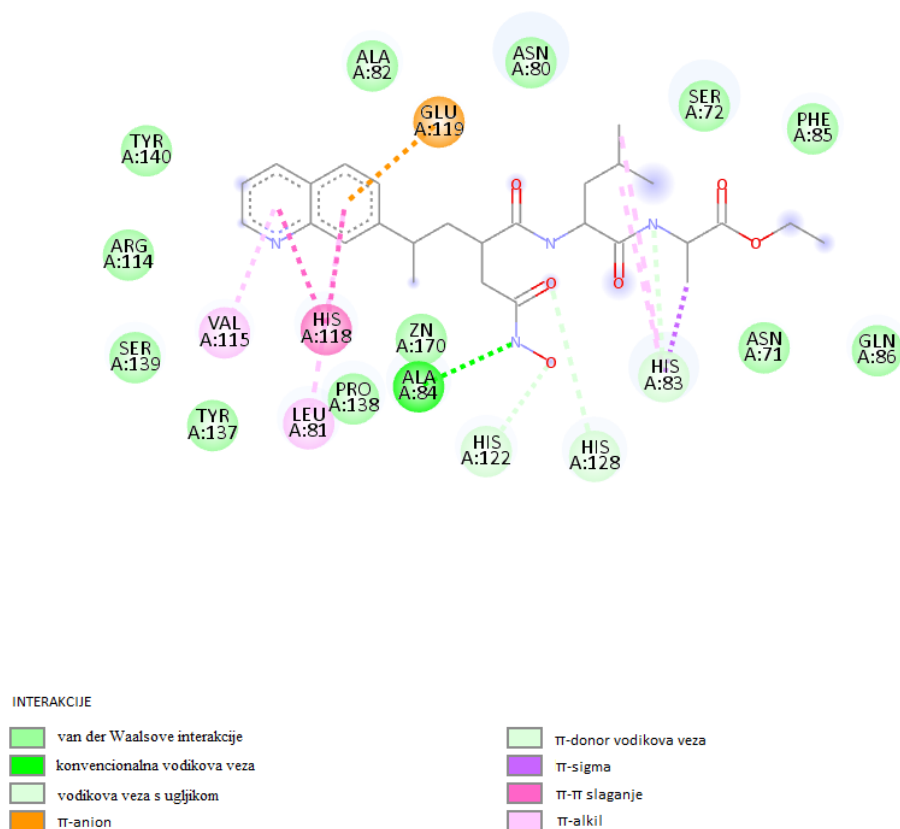 ALA
A:82
ASN
A:80
GLU
A:119
SER
A:72
PHE
A:85
TYR
A:140
O
O
N
N
O
O
O
N
ARG
A:114
VAL
A:115
HIS
A:118
ZN
A:170
N
O
SER
A:139
ALA
A:84
PRO
A:138
LEU
A:81
TYR
A:137
HIS
A:122
HIS
A:128
HIS
A:83
ASN
A:71
GLN
A:86
INTERAKCIJE
van der Waalsove interakcije
konvencionalna vodikova veza
vodikova veza s ugljikom
π-anion
π-donor vodikova veza
π-sigma
π-π slaganje
π-alkil